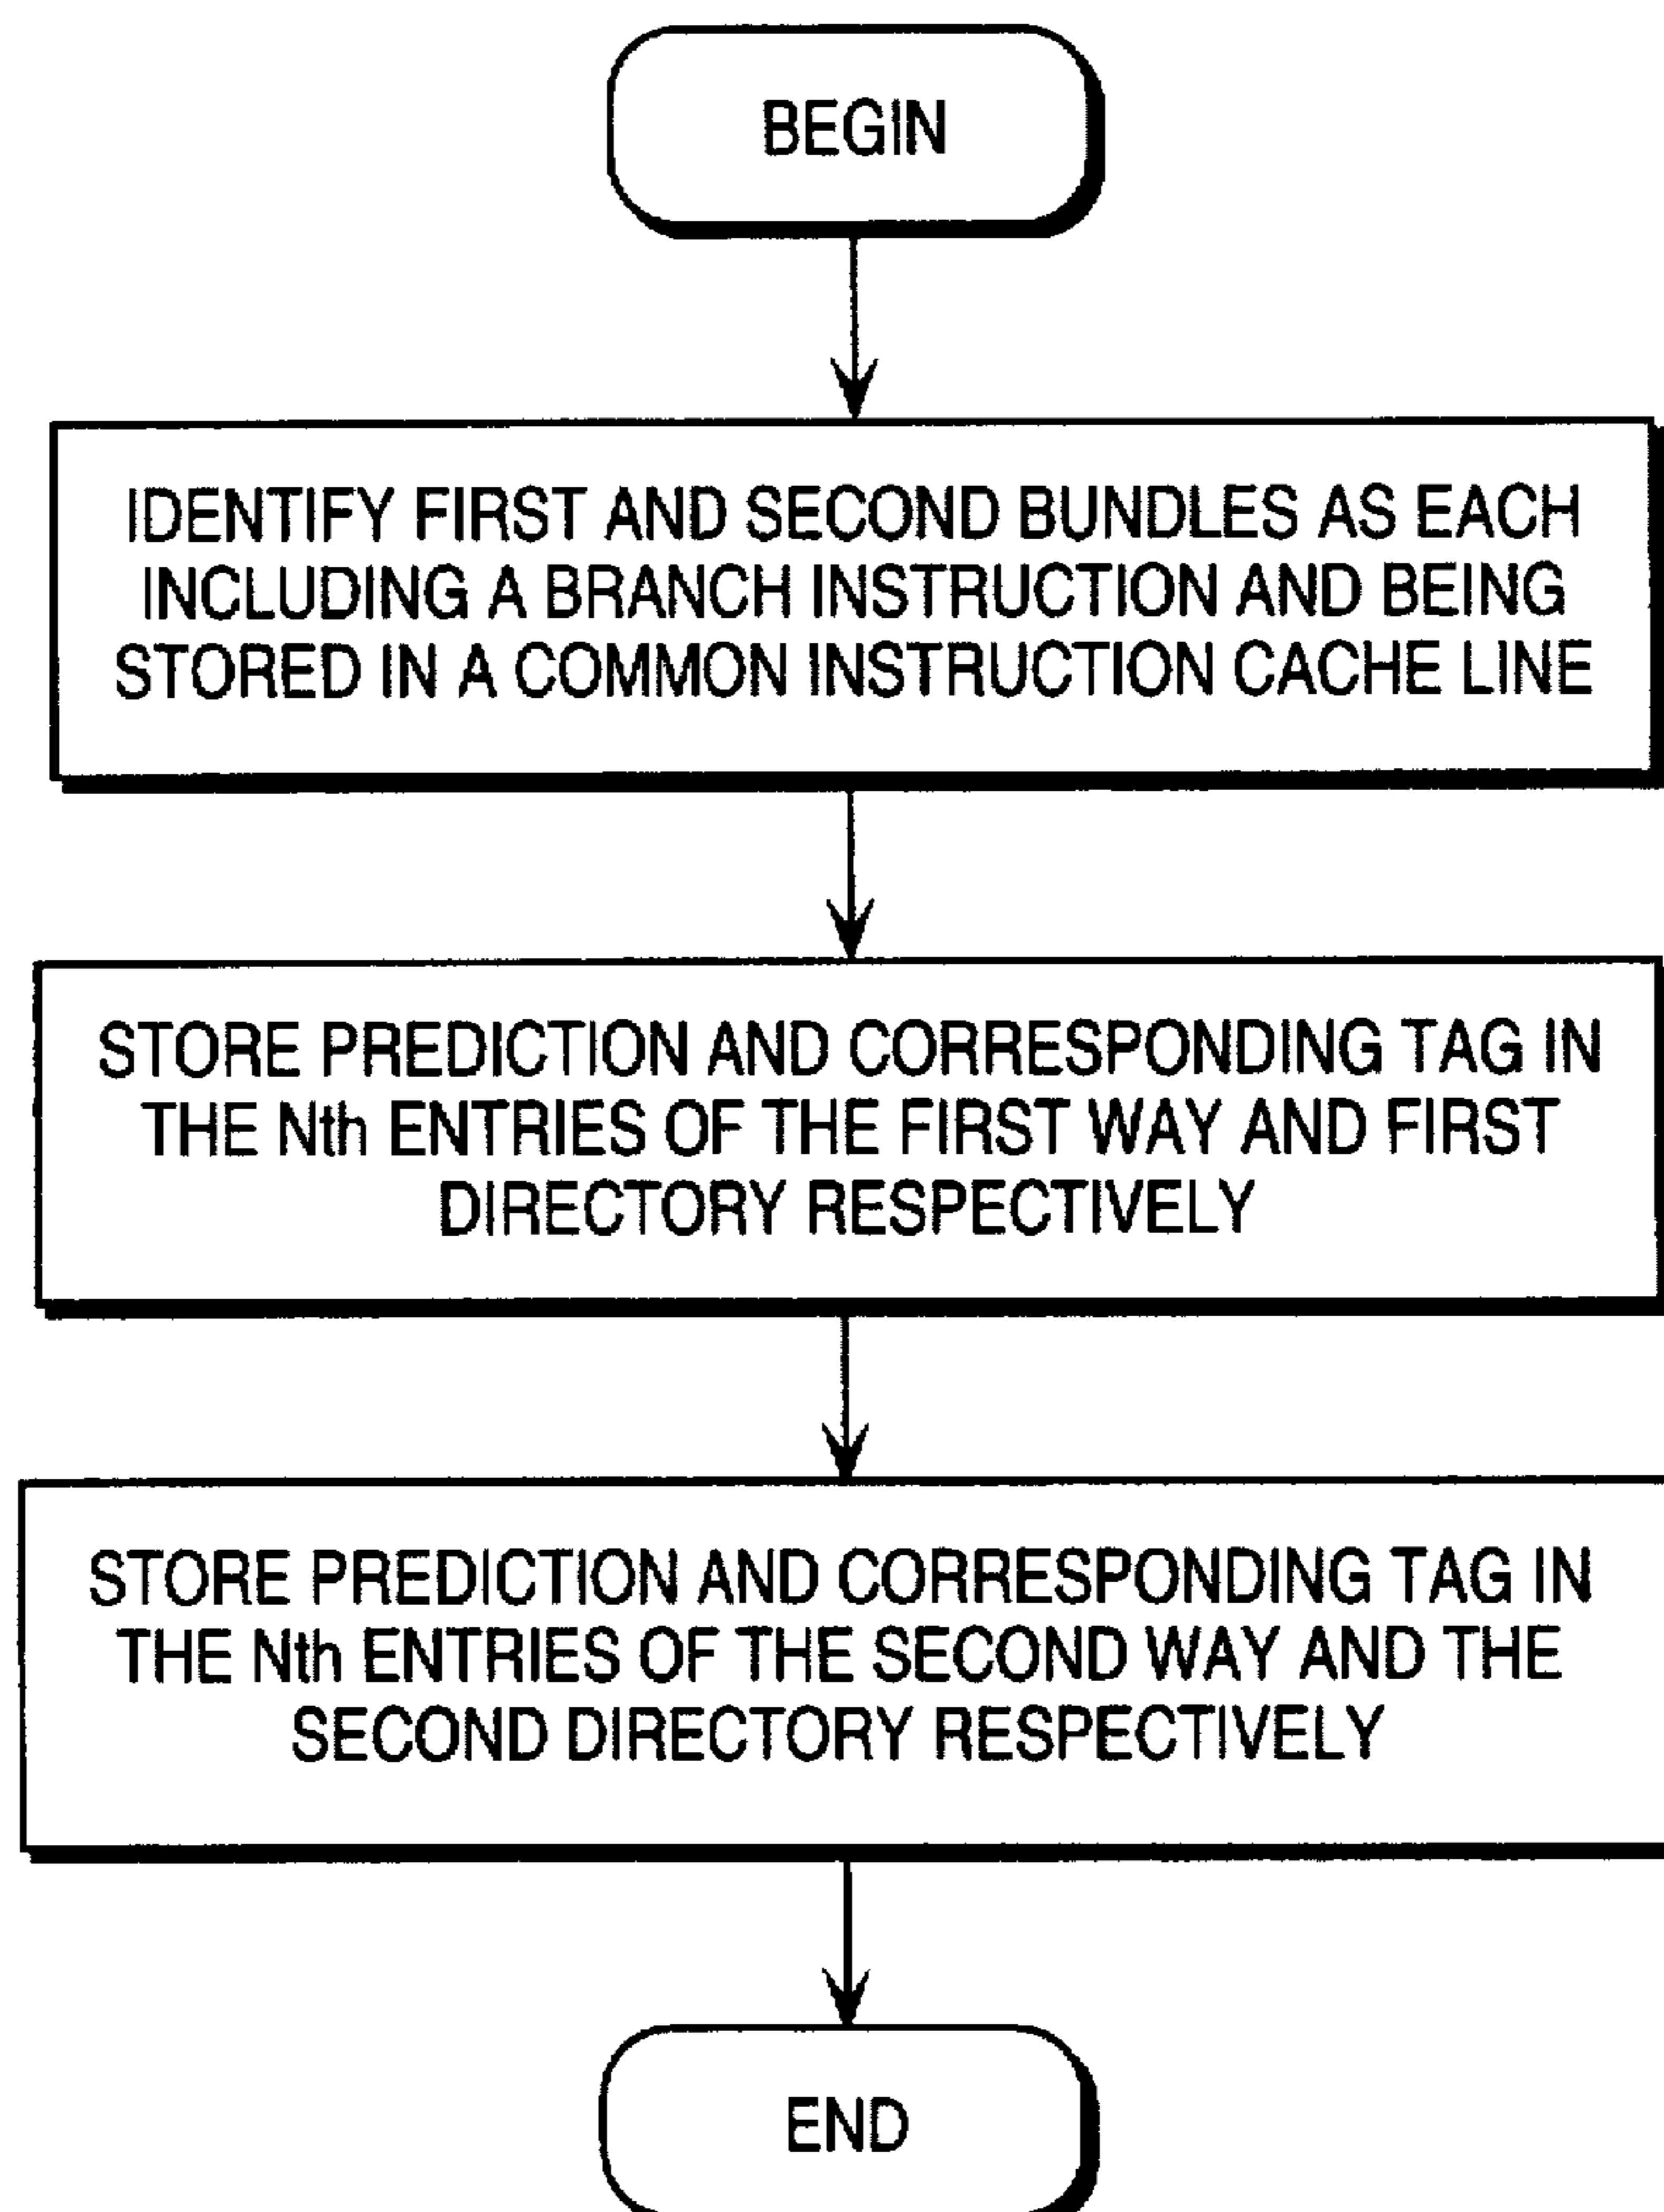 BEGIN
IDENTIFY FIRST AND SECOND BUNDLES AS EACH
INCLUDING A BRANCH INSTRUCTION AND BEING
STORED IN A COMMON INSTRUCTION CACHE LINE
STORE PREDICTION AND CORRESPONDING TAG IN
THE Nth ENTRIES OF THE FIRST WAY AND FIRST
DIRECTORY RESPECTIVELY
STORE PREDICTION AND CORRESPONDING TAG IN
THE Nth ENTRIES OF THE SECOND WAY AND THE
SECOND DIRECTORY RESPECTIVELY
END